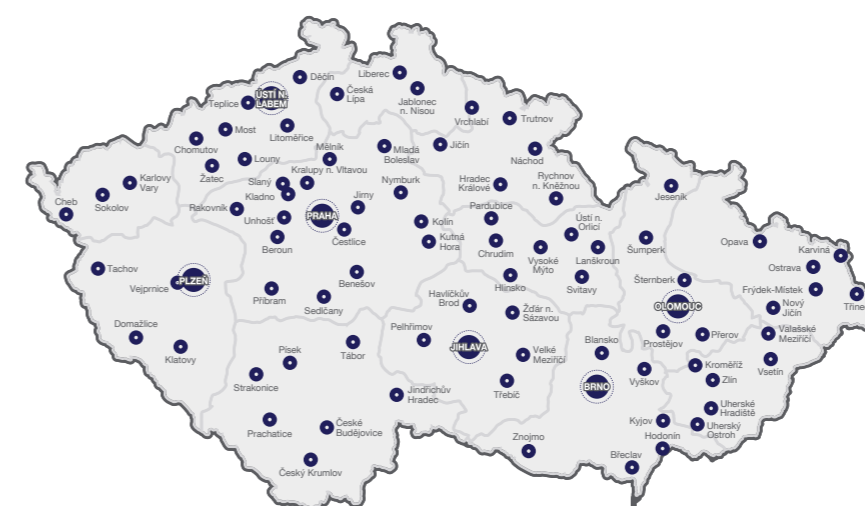 Děčín
Liberec
Česká
Lípa
Jablonec
n. Nisou
ÚSTÍ N.
LABEM
Teplice
Vrchlabí
Trutnov
Most
Litoměřice
Chomutov
Mělník
Mladá
Boleslav
Jičín
Náchod
Louny
Žatec
Kralupy n. Vltavou
Rychnov
n. Kněžnou
Karlovy
Vary
Slaný
Nymburk
Hradec
Králové
Jeseník
Cheb
Sokolov
Kladno
Jirny
Rakovník
Unhošť
PRAHA
Kolín
Pardubice
Ústí n.
Orlicí
Beroun
Čestlice
Kutná
Hora
Chrudim
Vysoké
Mýto
Lanškroun
Šumperk
Opava
Karviná
Tachov
Vejprnice
PLZEŇ
Benešov
Hlinsko
Svitavy
Šternberk
Ostrava
Příbram
Sedlčany
Havlíčkův
Brod
Žďár n.
Sázavou
OLOMOUC
Frýdek-Místek
Nový
Jičín
Třine
Domažlice
Klatovy
Písek
Tábor
Pelhřimov
JIHLAVA
Velké
Meziříčí
Blansko
Prostějov
Přerov
Valašské
Meziříčí
Strakonice
Jindřichův
Hradec
Třebíč
BRNO
Vyškov
Kroměříž
Zlín
Vsetín
Prachatice
České
Budějovice
Uherské
Hradiště
Kyjov
Uherský
Ostroh
Český Krumlov
Znojmo
Hodonín
Břeclav